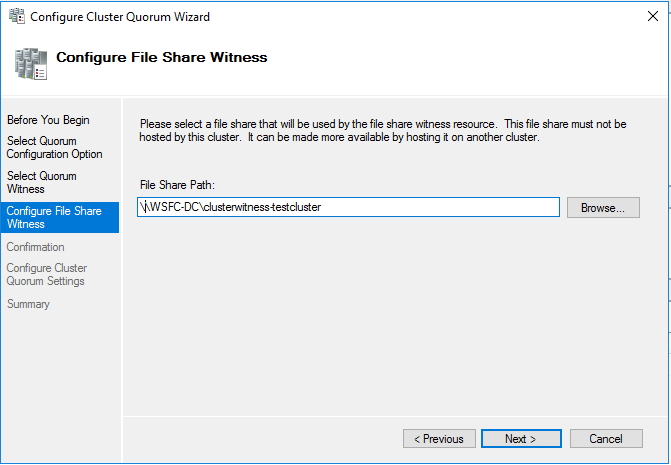 Configure Cluster Quorum Wizard
Configure File Share Witness
Before You Begin
Select Quorum
Configuration Option
Select Quorum
Witness
Configure File Share
Witness
Confirmation
Configure Cluster
Quorum Settings
Summary
Please select a file share that will be used by the file share witness resource. This file share must not be
hosted by this cluster. It can be made more available by hosting it on another cluster.
File Share Path:
\\WSFC-DC\clusterwitness-testcluster
Browse...
< Previous
Next >
Cancel